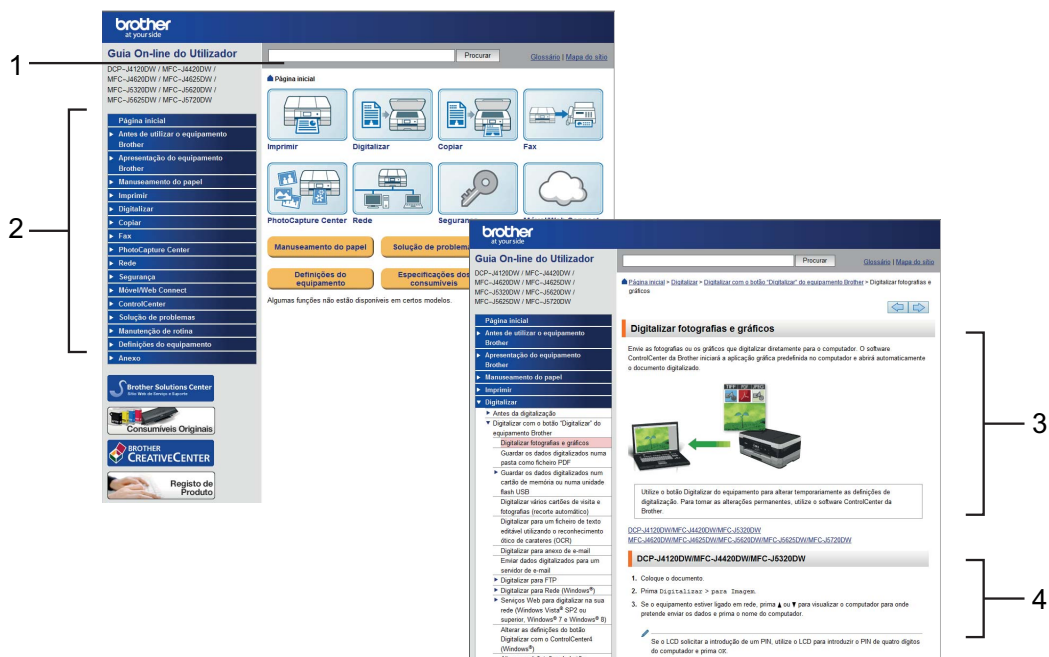 brother
at your side
Guia On-line do Utilizador
DCP-J4120DW / MFC-J4420DW /
MFC-J4620DW / MFC-J4625DW /
MFC-J5320DW / MFC-J5620DW /
MFC-J5625DW / MFC-J5720DW
Procurar
Glossário | Mapa do sítio
1
Página inicial
Antes de utilizar o equipamento
Brother
Apresentação do equipamento
Brother
Manuseamento do papel
Imprimir
Digitalizar
Copiar
Fax
PhotoCapture Center
Rede
Segurança
Móvel/Web Connect
ControlCenter
Solução de problemas
Manutenção de rotina
Definições do equipamento
Anexo
2
Brother Solutions Center
Sítio Web de Serviço e Suporte
Consumíveis Originais
BROTHER
CREATIVECENTER
Registo de
Produto
Página inicial
Imprimir
Digitalizar
Copiar
Fax
PhotoCapture Center
Rede
Manuseamento do papel
Definições do
equipamento
Especificações dos
consumíveis
Algumas funções não estão disponíveis em certos modelos.
brother
at your side
Guia On-line do Utilizador
DCP-J4120DW / MFC-J4420DW /
MFC-J4620DW / MFC-J4625DW /
MFC-J5320DW / MFC-J5620DW /
MFC-J5625DW / MFC-J5720DW
Procurar
Glossário | Mapa do sítio
Página inicial
Antes de utilizar o equipamento
Brother
Apresentação do equipamento
Brother
Manuseamento do papel
Imprimir
Digitalizar
Antes da digitalização
Digitalizar com o botão "Digitalizar" do
equipamento Brother
Digitalizar fotografias e gráficos
Guardar os dados digitalizados numa
pasta como ficheiro PDF
Guardar os dados digitalizados num
cartão de memória ou numa unidade
flash USB
Digitalizar vários cartões de visita e
fotografias (recorte automático)
Digitalizar para um ficheiro de texto
editável utilizando o reconhecimento
ótico de carateres (OCR)
Digitalizar para anexo de e-mail
Enviar dados digitalizados para um
servidor de e-mail
Digitalizar para FTP
Digitalizar para Rede (Windows®)
Serviços Web para digitalizar na sua
rede (Windows Vista® SP2 ou
superior, Windows® 7 e Windows® 8)
Alterar as definições do botão
Digitalizar com o ControlCenter4
(Windows®)
Página inicial > Digitalizar > Digitalizar com o botão "Digitalizar" do equipamento Brother > Digitalizar fotografias e
gráficos
Digitalizar fotografias e gráficos
Envie as fotografias ou os gráficos que digitalizar diretamente para o computador. O software
ControlCenter da Brother iniciará a aplicação gráfica predefinida no computador e abrirá automaticamente
o documento digitalizado.
TIFF PDF JPEG
Utilize o botão Digitalizar do equipamento para alterar temporariamente as definições de
digitalização. Para tornar as alterações permanentes, utilize o software ControlCenter da
Brother.
3
DCP-J4120DW/MFC-J4420DW/MFC-J5320DW
MFC-J4620DW/MFC-J4625DW/MFC-J5620DW/MFC-J5625DW/MFC-J5720DW
DCP-J4120DW/MFC-J4420DW/MFC-J5320DW
1. Coloque o documento.
2. Prima Digitalizar > para Imagem.
3. Se o equipamento estiver ligado em rede, prima ▲ ou ▼ para visualizar o computador para onde
pretende enviar os dados e prima o nome do computador.
Se o LCD solicitar a introdução de um PIN, utilize o LCD para introduzir o PIN de quatro dígitos
do computador e prima OK.
4